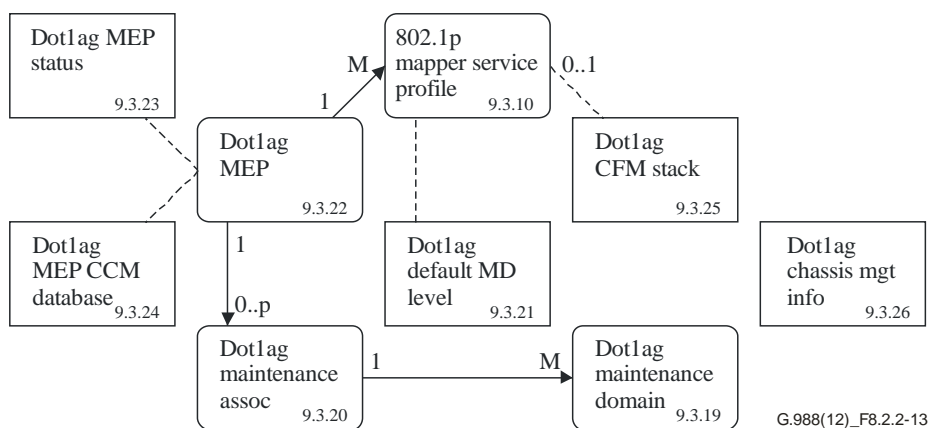 Dot1ag MEP
status
9.3.23
802.1p
mapper service
profile
9.3.10
M
1
0..1
Dot1ag
MEP
9.3.22
Dot1ag
CFM stack
9.3.25
Dot1ag
MEP CCM
database
9.3.24
1
0..p
Dot1ag
default MD
level
9.3.21
Dot1ag
chassis mgt
info
9.3.26
Dot1ag
maintenance
assoc
9.3.20
1
M
Dot1ag
maintenance
domain
9.3.19
G.988(12)_F8.2.2-13